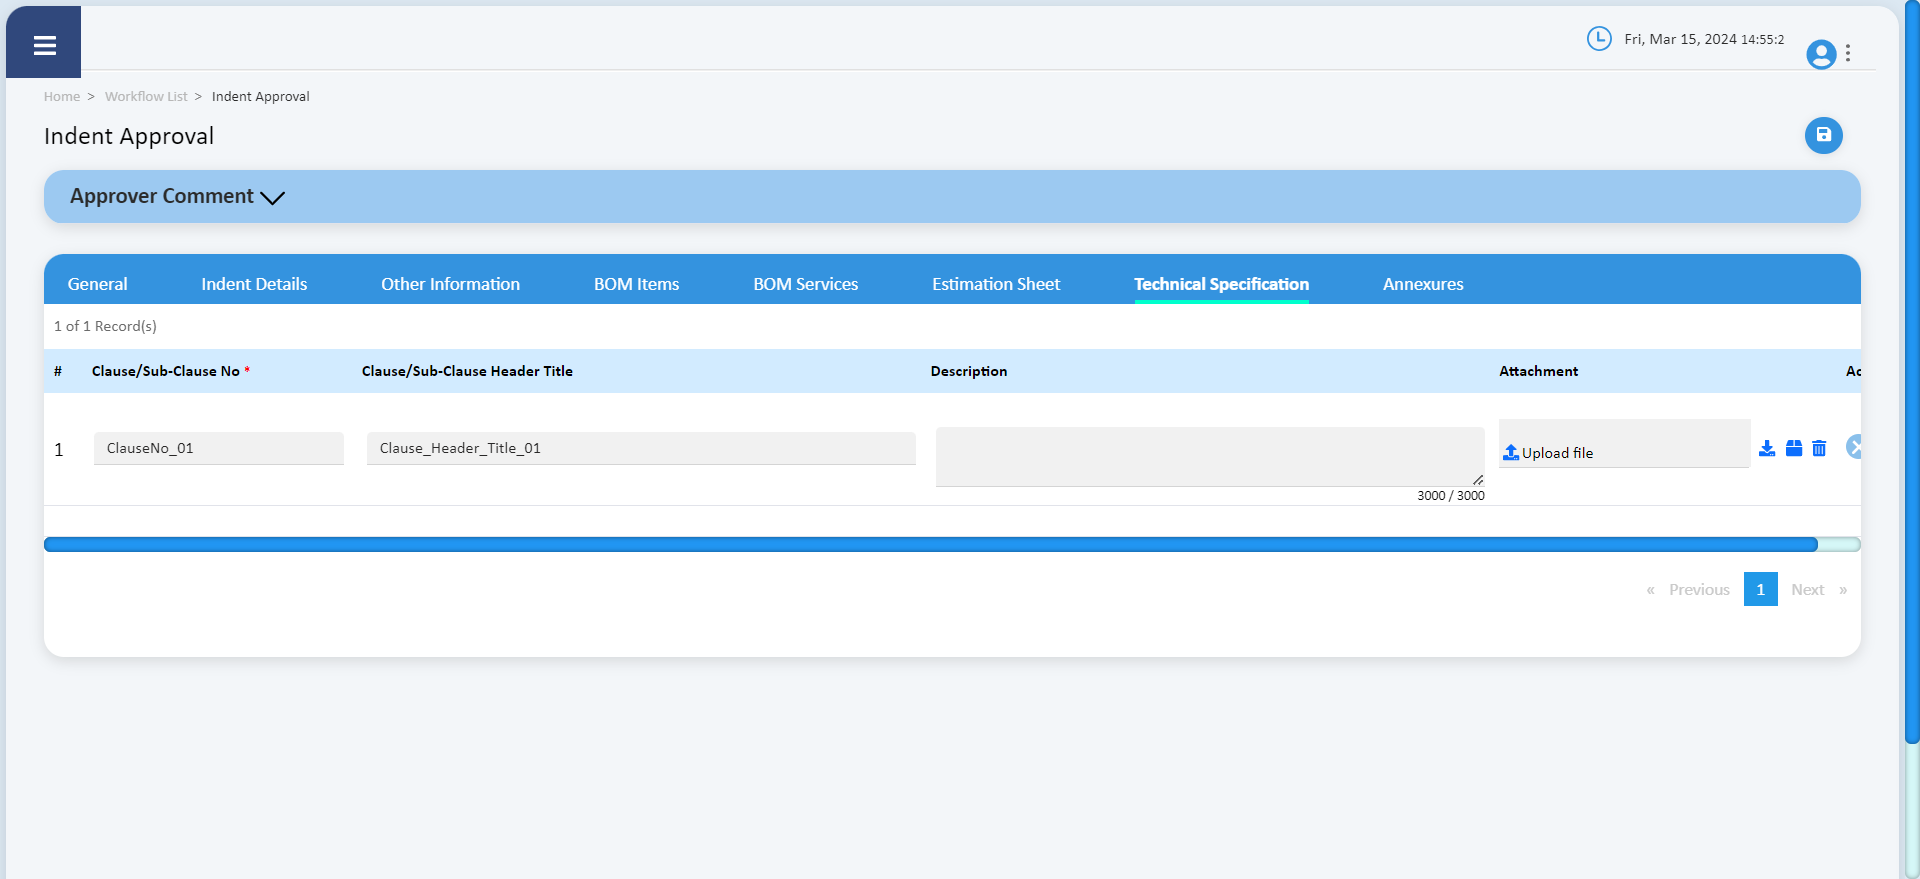 Fri, Mar 15, 2024 14:55:2
Home > Workflow List > Indent Approval
Indent Approval
Approver Comment
General Indent Details Other Information BOM Items BOM Services Estimation Sheet Technical Specification Annexures
1 of 1 Record(s)
# Clause/Sub-Clause No * Clause/Sub-Clause Header Title Description Attachment Ac
1 ClauseNo_01 Clause_Header_Title_01 Upload file
3000 / 3000
« Previous 1 Next »